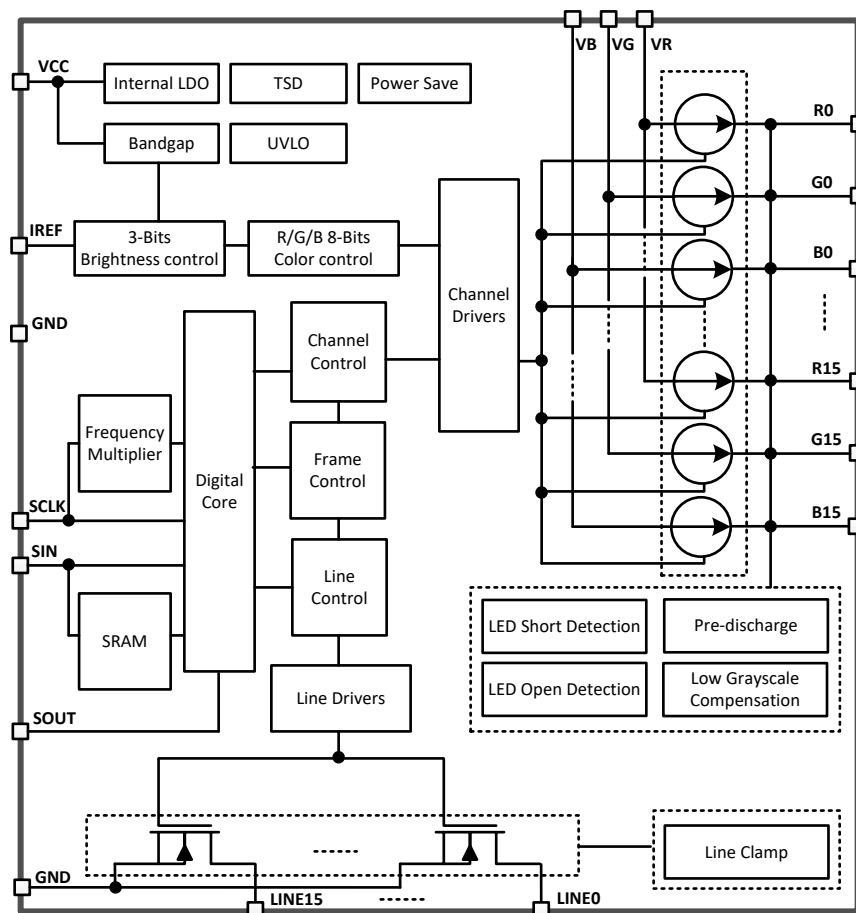 VB VG VR
VCC
Internal LDO
TSD
Power Save
Bandgap
UVLO
IREF
3-Bits
Brightness control
R/G/B 8-Bits
Color control
Channel
Drivers
GND
Channel
Control
Frequency
Multiplier
Digital
Core
Frame
Control
SCLK
SIN
Line
Control
SRAM
SOUT
Line Drivers
R0
G0
B0
R15
G15
B15
LED Short Detection
Pre-discharge
LED Open Detection
Low Grayscale
Compensation
Line Clamp
GND
LINE15
LINE0